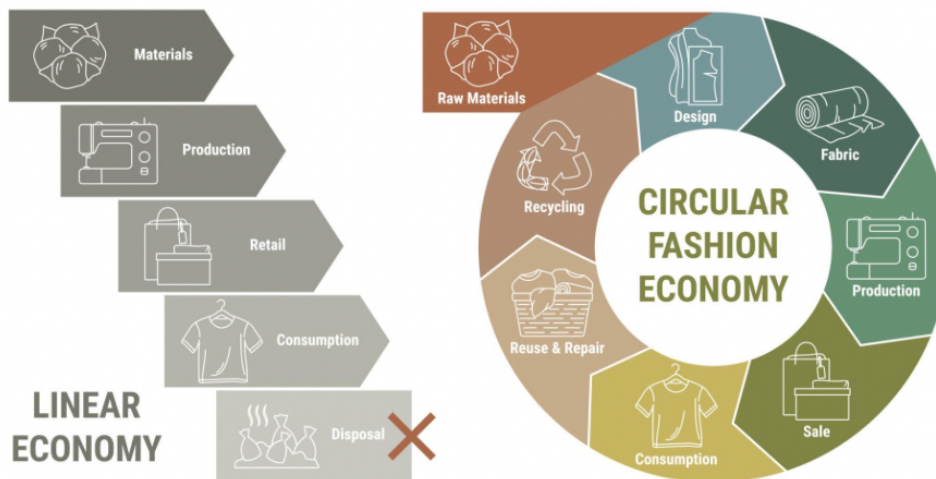 Materials
Production
Retail
Consumption
Disposal
LINEAR
ECONOMY
Raw Materials
Design
Fabric
Production
Sale
Consumption
Reuse & Repair
Recycling
CIRCULAR
FASHION
ECONOMY